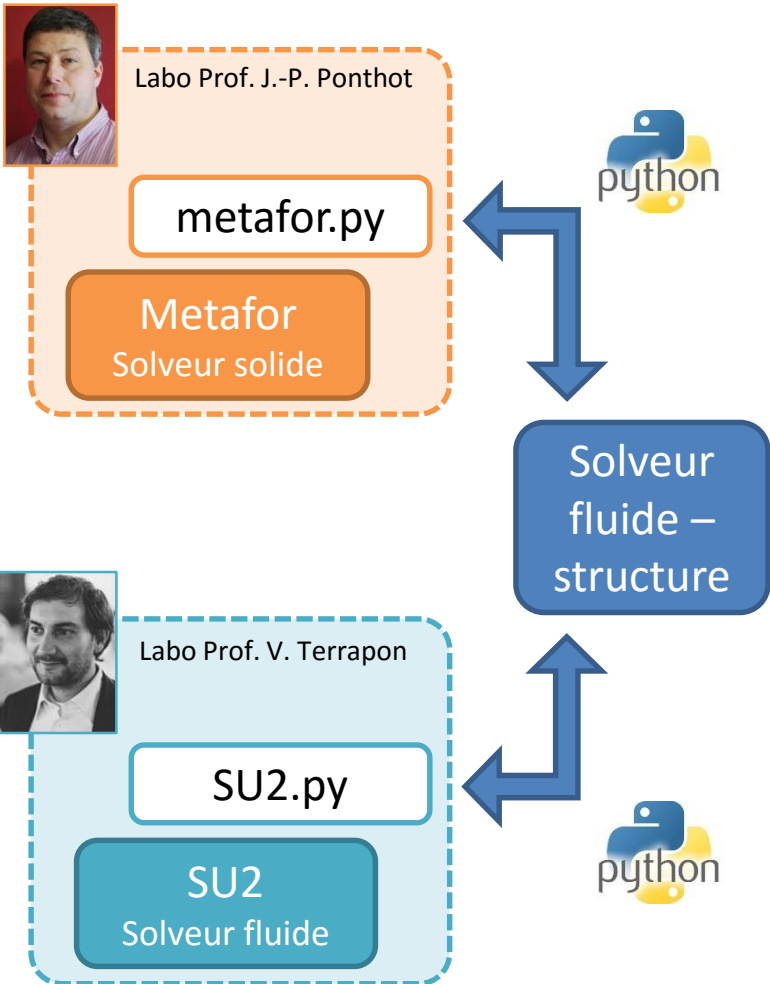 Labo Prof. J.-P. Ponthot
python
metafor.py
Metafor
Solveur solide
Solveur
fluide –
structure
Labo Prof. V. Terrapon
SU2.py
SU2
Solveur fluide
python